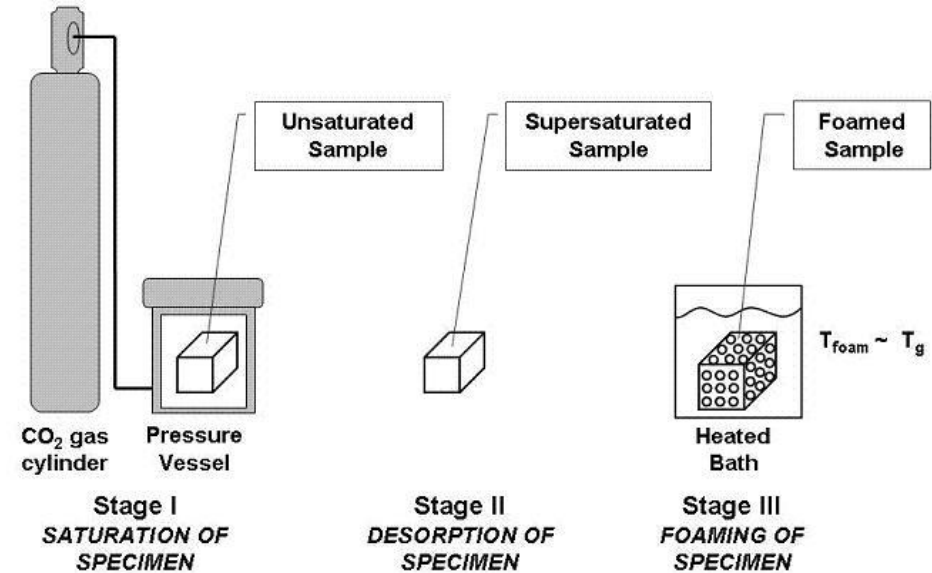 Unsaturated
Sample
Supersaturated
Sample
Foamed
Sample
T_foam ~ T_g
CO₂ gas
cylinder
Pressure
Vessel
Heated
Bath
Stage I
SATURATION OF
SPECIMEN
Stage II
DESORPTION OF
SPECIMEN
Stage III
FOAMING OF
SPECIMEN